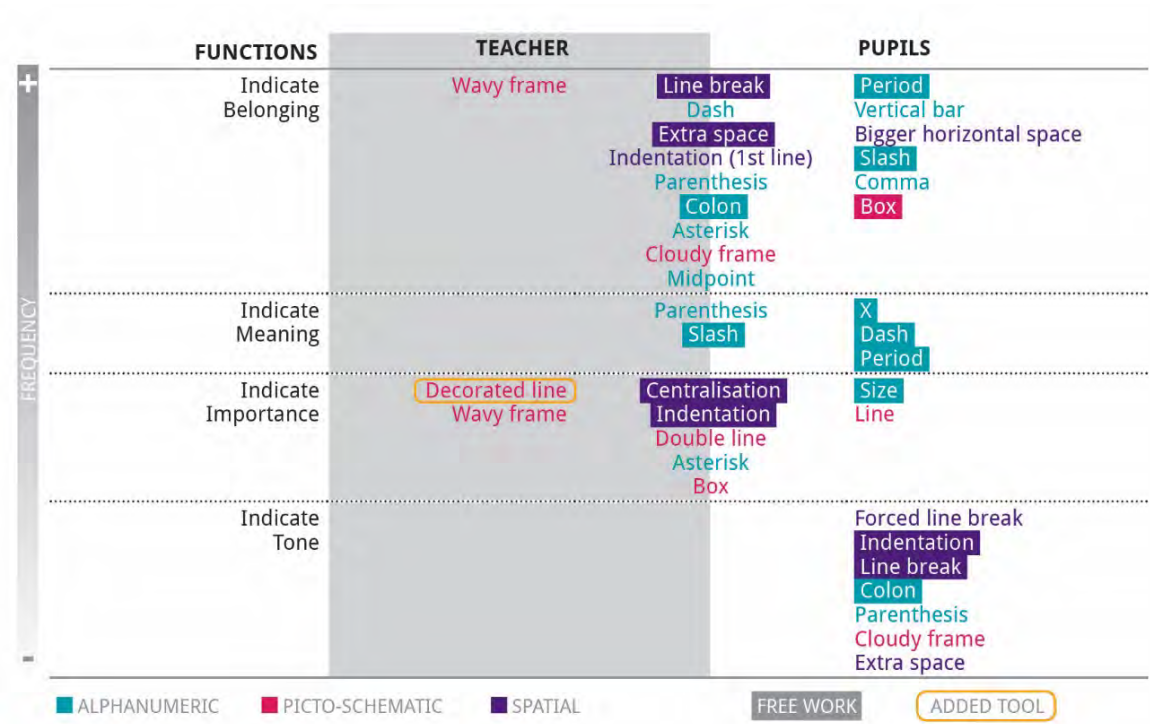 FUNCTIONS TEACHER PUPILS
+
FREQUENCY
-
Indicate Wavy frame Line break Period
Belonging Dash Vertical bar
Extra space Bigger horizontal space
Indentation (1st line) Slash
Parenthesis Comma
Colon Box
Asterisk
Cloudy frame
Midpoint
Indicate Parenthesis X
Meaning Slash Dash
Period
Indicate Decorated line Centralisation Size
Importance Wavy frame Indentation Line
Double line
Asterisk
Box
Indicate Forced line break
Tone Indentation
Line break
Colon
Parenthesis
Cloudy frame
Extra space
ALPHANUMERIC PICTO-SCHEMATIC SPATIAL FREE WORK ADDED TOOL